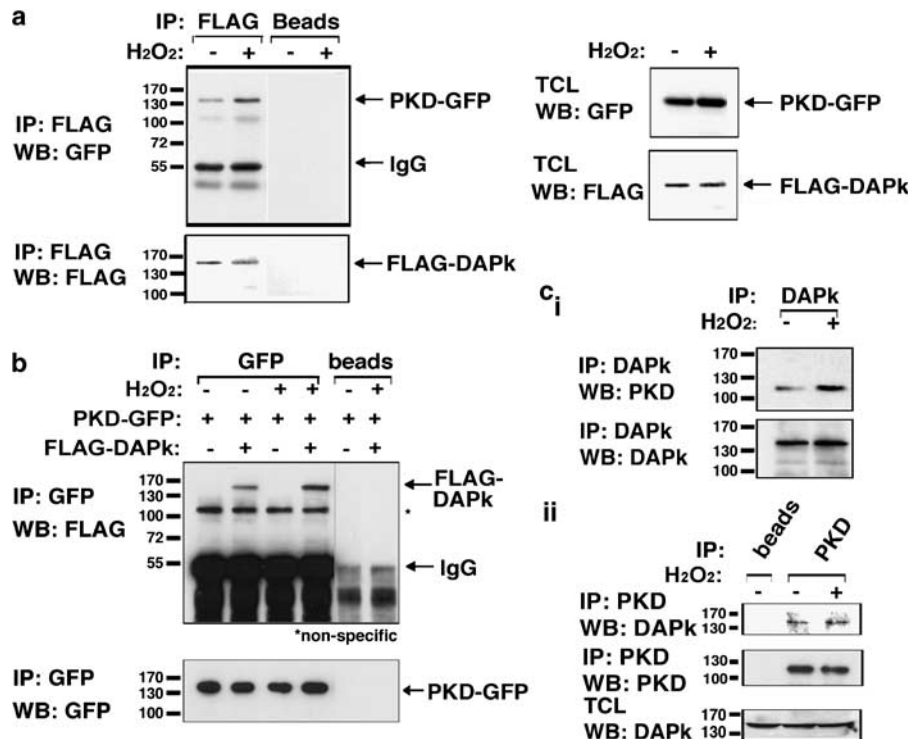 a
IP: FLAG Beads
H2O2: - + - +
IP: FLAG
WB: GFP
170
130
100
72
55
PKD-GFP
IgG
IP: FLAG
WB: FLAG
170
130
100
FLAG-DAPk
H2O2: - +
TCL
WB: GFP
PKD-GFP
TCL
WB: FLAG
FLAG-DAPk
b
IP: GFP beads
H2O2: - - + + - +
PKD-GFP: + + + + + +
FLAG-DAPk: - + - + - +
IP: GFP
WB: FLAG
170
130
100
72
55
FLAG-
DAPk
*
IgG
*non-specific
IP: GFP
WB: GFP
170
130
100
PKD-GFP
c i
IP: DAPk
H2O2: - +
IP: DAPk
WB: PKD
170
130
100
IP: DAPk
WB: DAPk
170
130
100
ii
IP: beads PKD
H2O2: - - +
IP: PKD
WB: DAPk
170
130
IP: PKD
WB: PKD
130
100
TCL
WB: DAPk
170
130